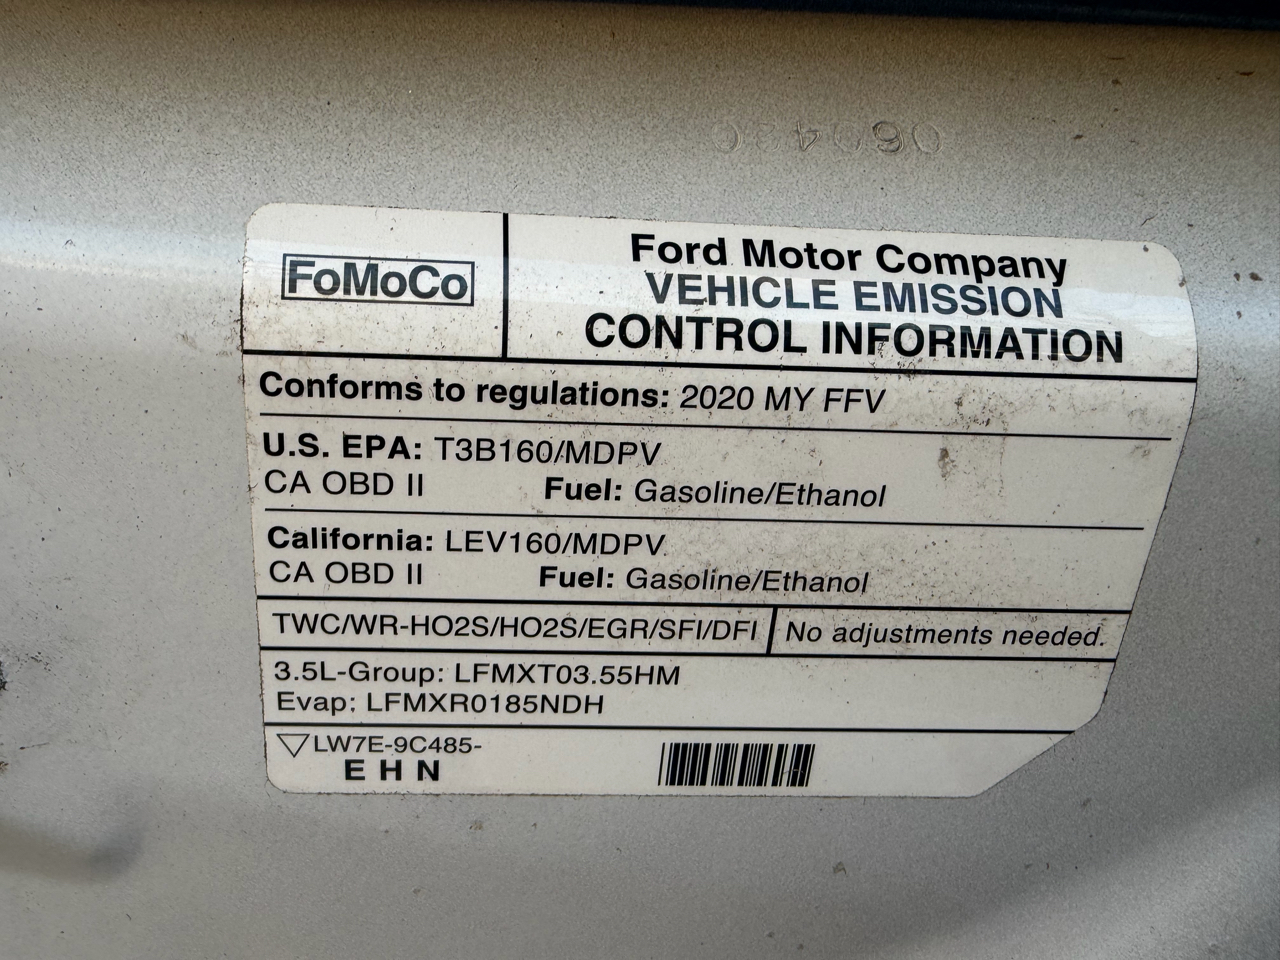 FoMoCo
Ford Motor Company
VEHICLE EMISSION
CONTROL INFORMATION
Conforms to regulations: 2020 MY FFV
U.S. EPA: T3B160/MDPV
CA OBD II Fuel: Gasoline/Ethanol
California: LEV160/MDPV
CA OBD II Fuel: Gasoline/Ethanol
TWC/WR-HO2S/HO2S/EGR/SFI/DFI No adjustments needed.
3.5L-Group: LFMXT03.55HM
Evap: LFMXR0185NDH
LW7E-9C485-
E H N